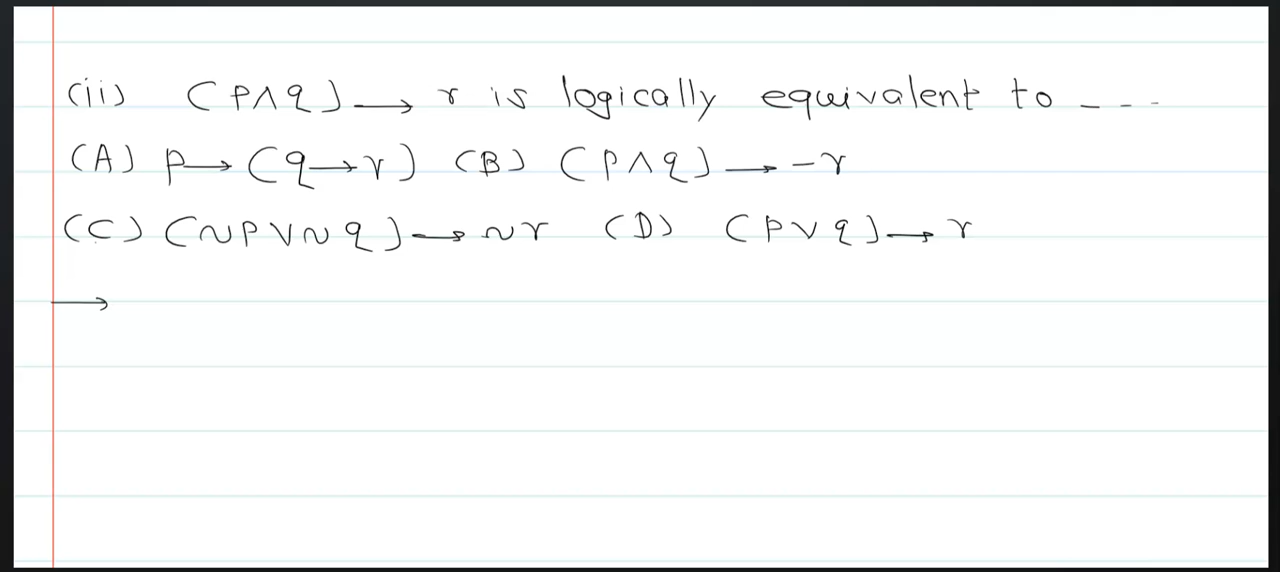 (ii) (p∧q) → r is logically equivalent to ----
(A) p→(q→r) (B) (p∧q) → -r
(C) (~p∨~q) → ~r (D) (p∨q) → r
→